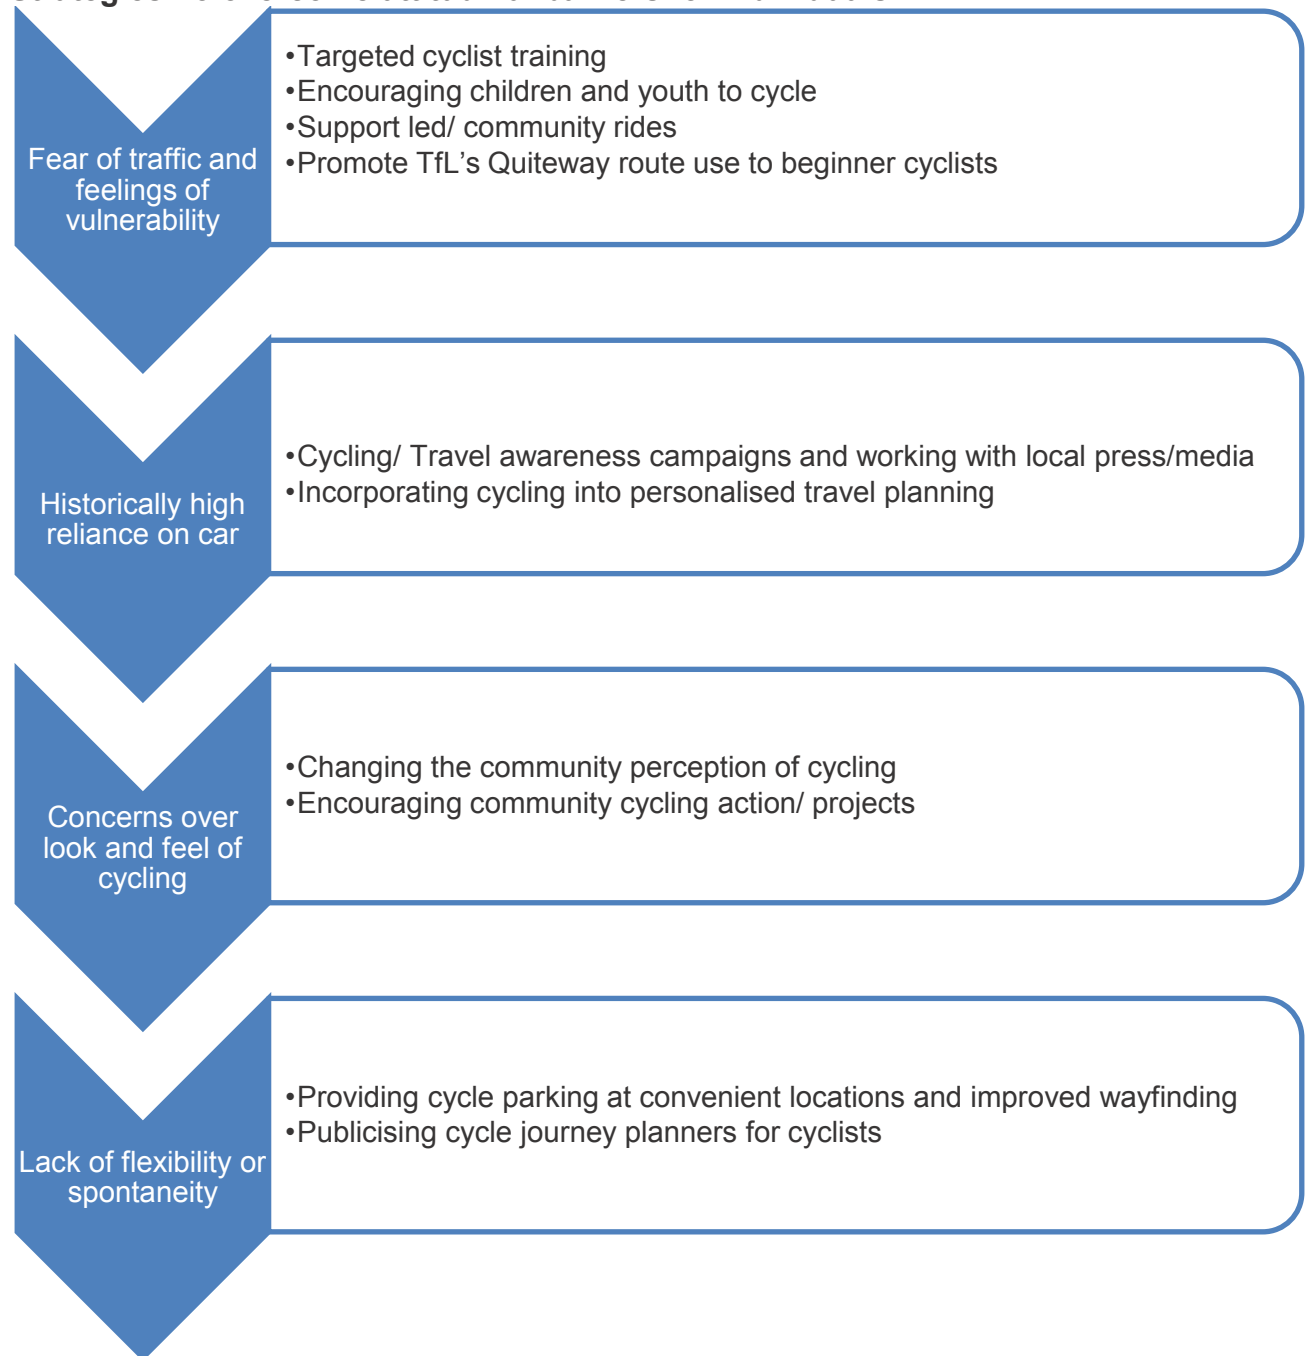 Fear of traffic and
feelings of
vulnerability
•Targeted cyclist training
•Encouraging children and youth to cycle
•Support led/ community rides
•Promote TfL's Quiteway route use to beginner cyclists
Historically high
reliance on car
•Cycling/ Travel awareness campaigns and working with local press/media
•Incorporating cycling into personalised travel planning
Concerns over
look and feel of
cycling
•Changing the community perception of cycling
•Encouraging community cycling action/ projects
Lack of flexibility or
spontaneity
•Providing cycle parking at convenient locations and improved wayfinding
•Publicising cycle journey planners for cyclists